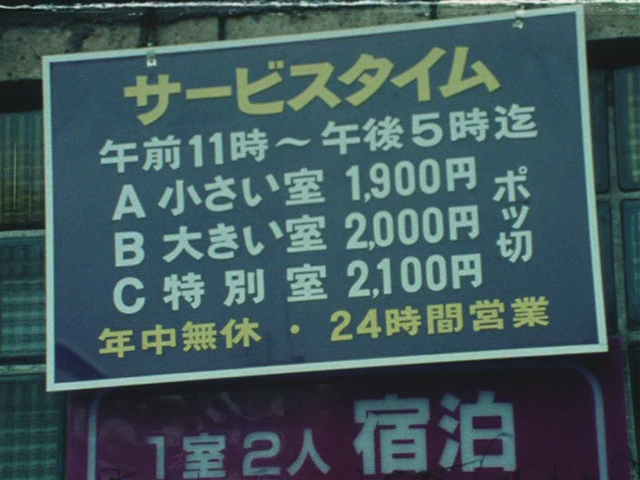 サービスタイム
午前11時～午後5時迄
A 小さい室 1,900円
B 大きい室 2,000円
C 特別室 2,100円
ポッ切
年中無休・24時間営業
1室2人 宿泊